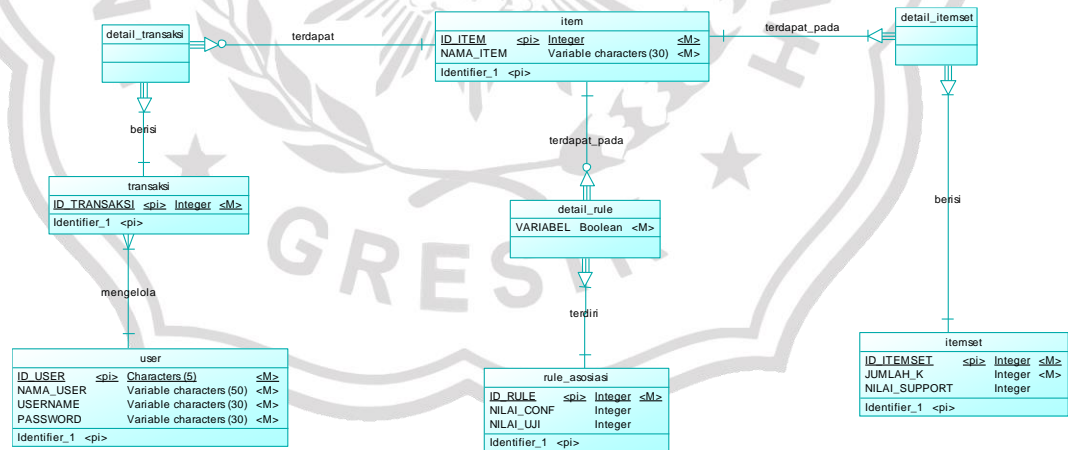 detail_transaksi
terdapat
item
ID_ITEM <pi> Integer <M>
NAMA_ITEM Variable characters (30) <M>
Identifier_1 <pi>
terdapat_pada
detail_itemset
berisi
terdapat_pada
transaksi
ID_TRANSAKSI <pi> Integer <M>
Identifier_1 <pi>
detail_rule
VARIABEL Boolean <M>
berisi
GRESIK
mengelola
terdiri
user
ID_USER <pi> Characters (5) <M>
NAMA_USER Variable characters (50) <M>
USERNAME Variable characters (30) <M>
PASSWORD Variable characters (30) <M>
Identifier_1 <pi>
rule_asosiasi
ID_RULE <pi> Integer <M>
NILAI_CONF Integer
NILAI_UJI Integer
Identifier_1 <pi>
itemset
ID_ITEMSET <pi> Integer <M>
JUMLAH_K Integer <M>
NILAI_SUPPORT Integer
Identifier_1 <pi>